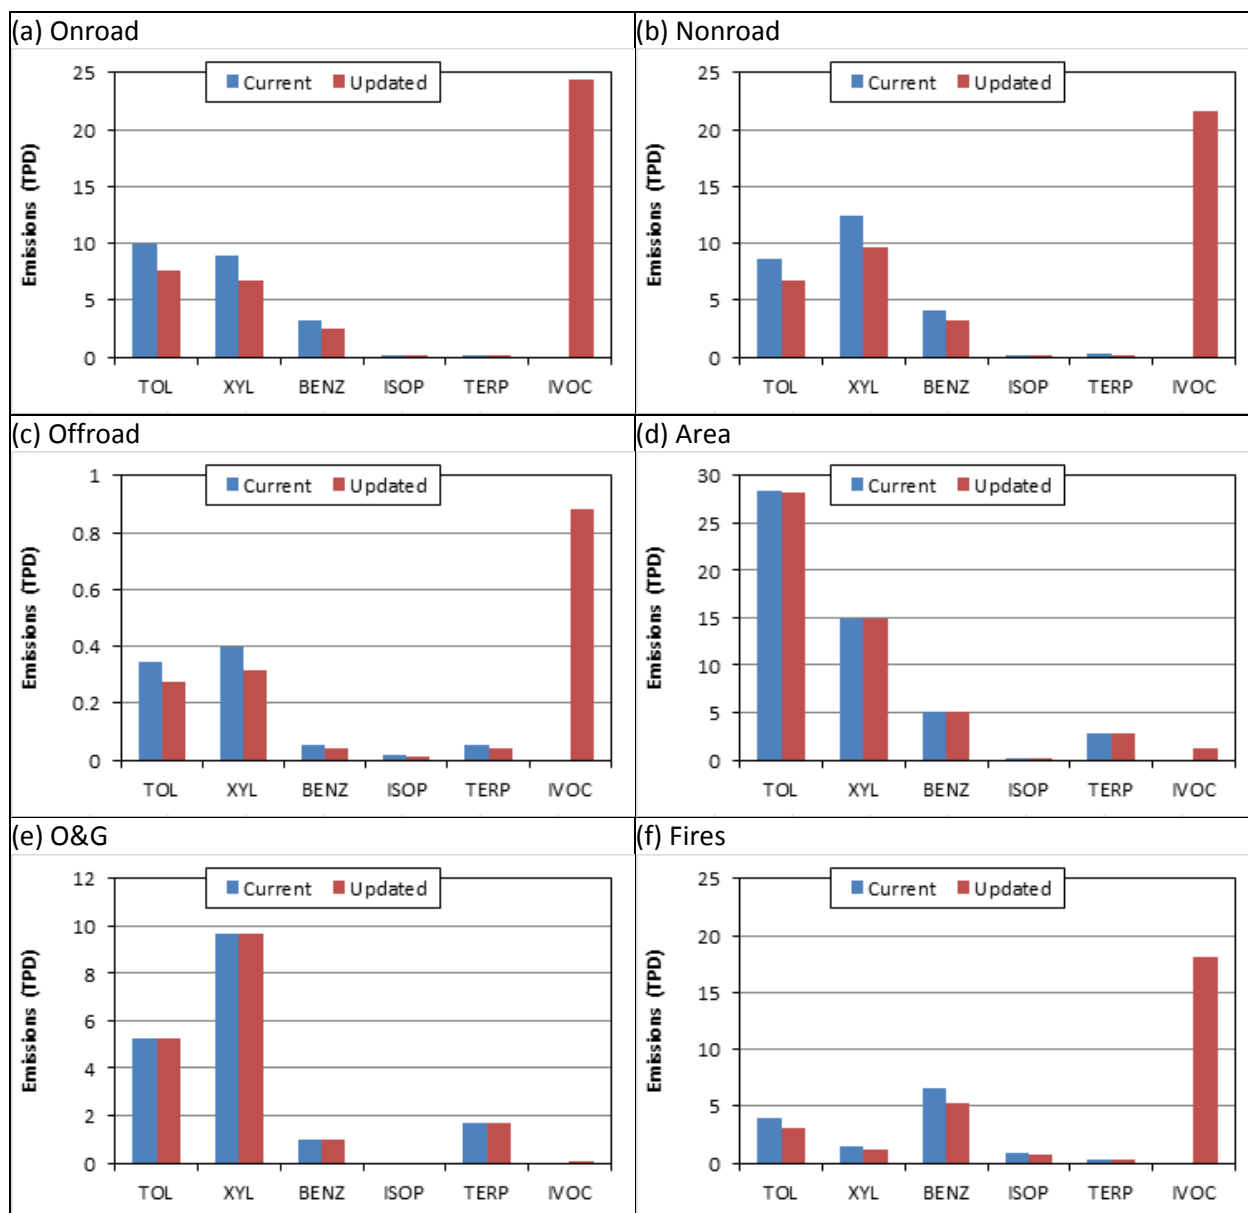 (a) Onroad
Current Updated
Emissions (TPD)
25
20
15
10
5
0
TOL XYL BENZ ISOP TERP IVOC
(b) Nonroad
Current Updated
Emissions (TPD)
25
20
15
10
5
0
TOL XYL BENZ ISOP TERP IVOC
(c) Offroad
Current Updated
Emissions (TPD)
1
0.8
0.6
0.4
0.2
0
TOL XYL BENZ ISOP TERP IVOC
(d) Area
Current Updated
Emissions (TPD)
30
25
20
15
10
5
0
TOL XYL BENZ ISOP TERP IVOC
(e) O&G
Current Updated
Emissions (TPD)
12
10
8
6
4
2
0
TOL XYL BENZ ISOP TERP IVOC
(f) Fires
Current Updated
Emissions (TPD)
25
20
15
10
5
0
TOL XYL BENZ ISOP TERP IVOC